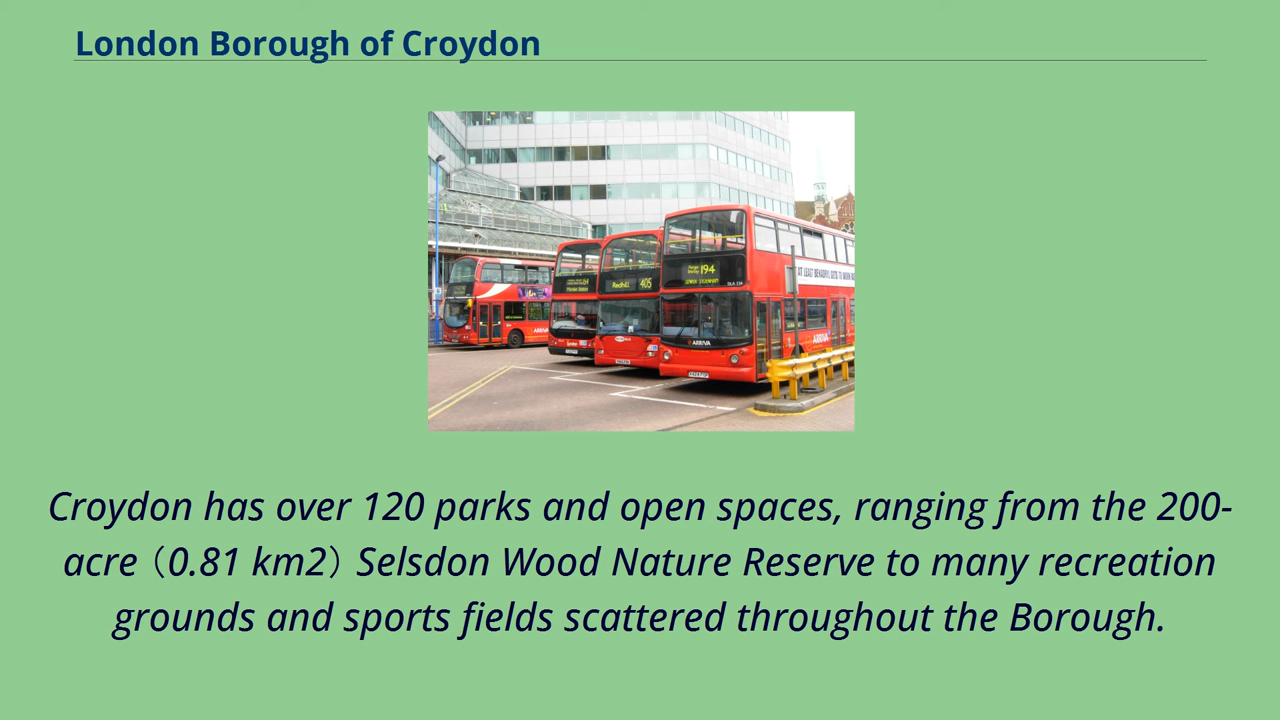 London Borough of Croydon
194
Redhill 405
ARRIVA
ARRIVA
Croydon has over 120 parks and open spaces, ranging from the 200-
acre（0.81 km2）Selsdon Wood Nature Reserve to many recreation
grounds and sports fields scattered throughout the Borough.